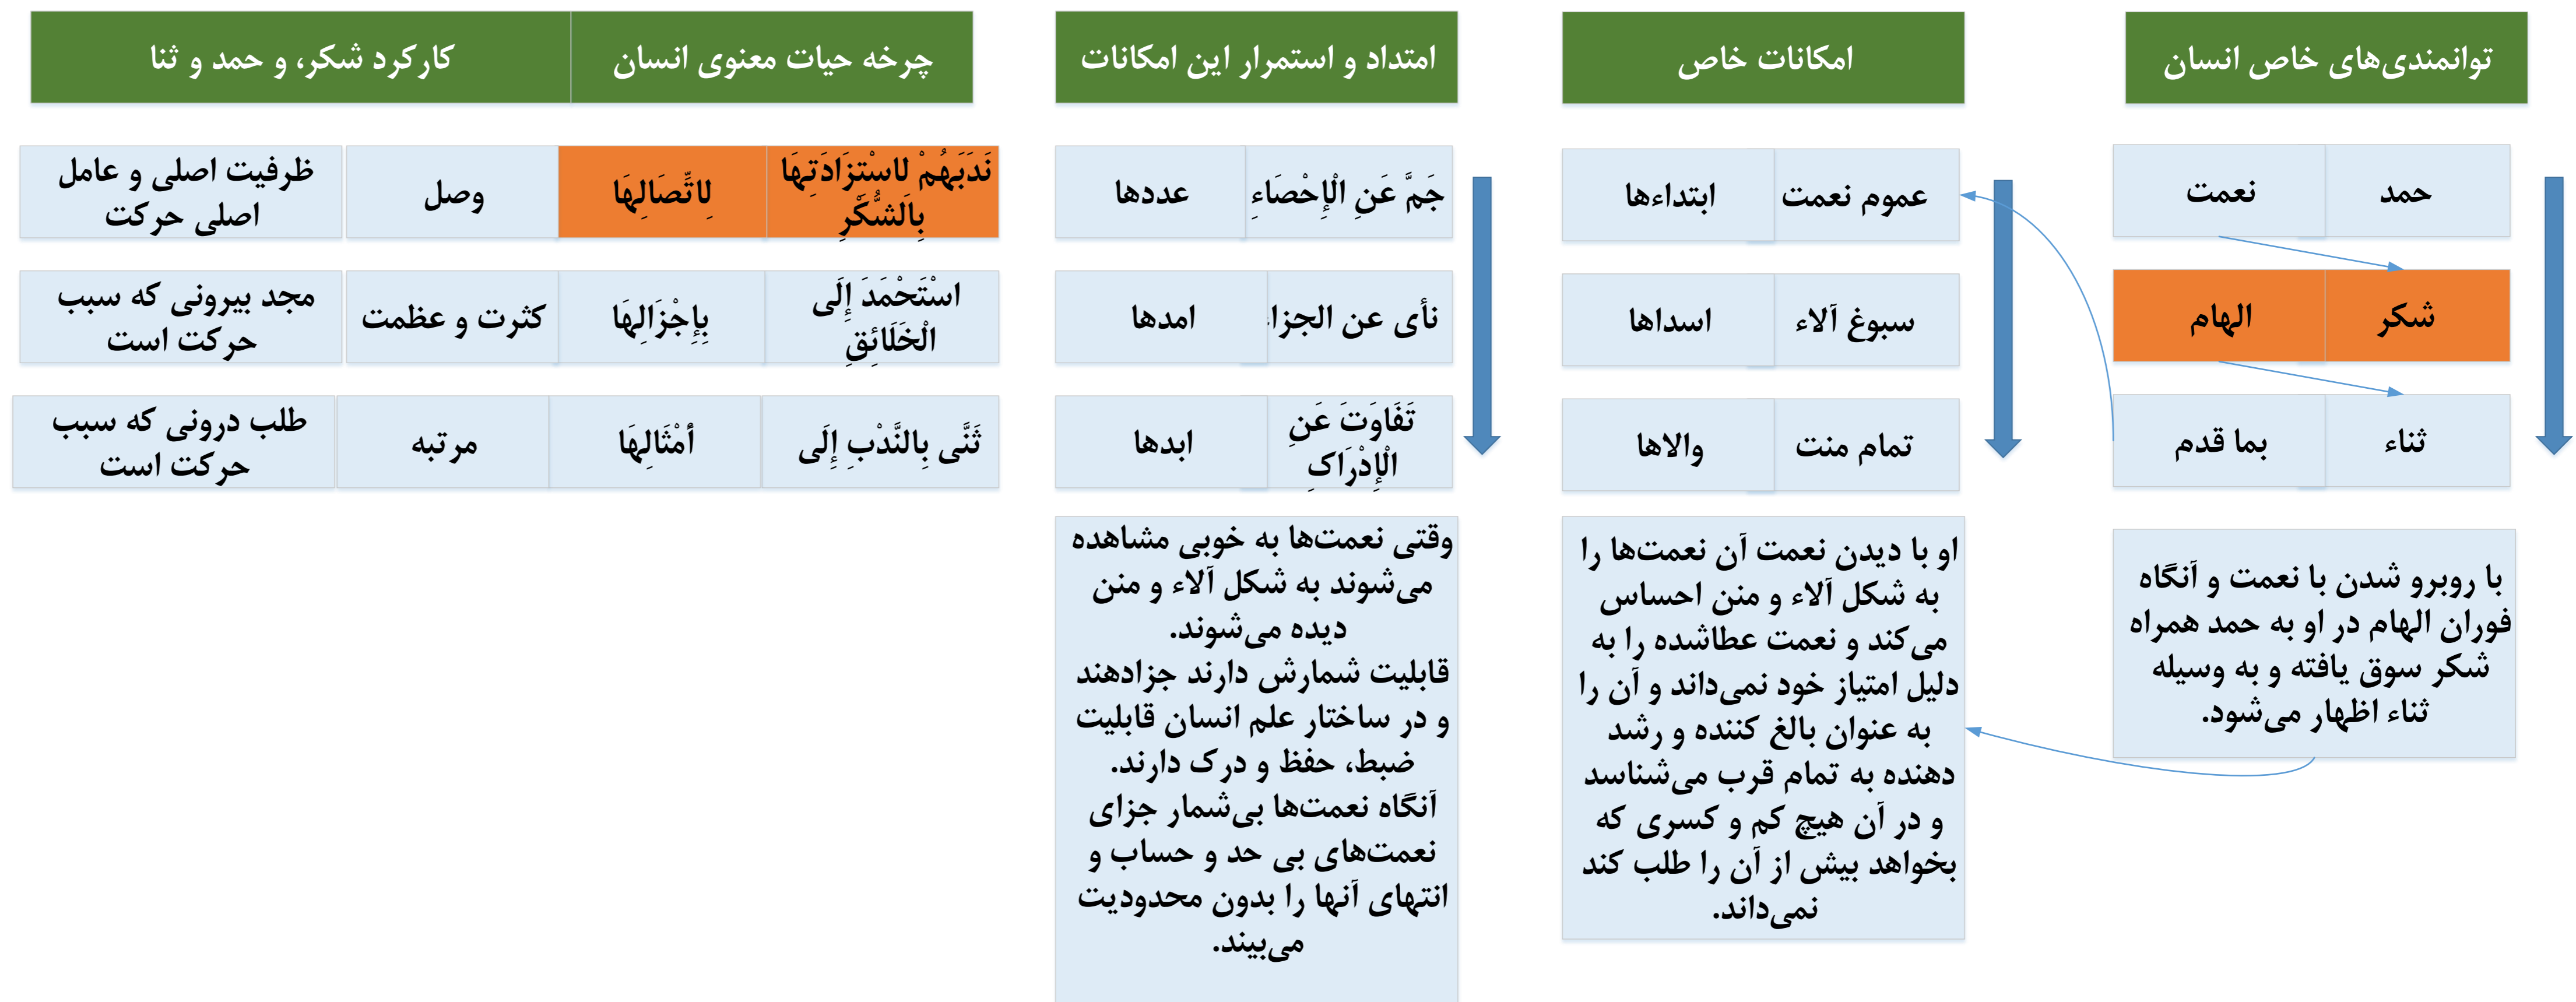 توانمندی‌های خاص انسان
حمد
نعمت
شکر
الهام
ثناء
بما قدم
با روبرو شدن با نعمت و آنگاه
فوران الهام در او به حمد همراه
شکر سوق یافته و به وسیله
ثناء اظهار می‌شود.
امکانات خاص
عموم نعمت
ابتداءها
سبوغ آلاء
اسداها
تمام منت
والاها
او با دیدن نعمت آن نعمت‌ها را
به شکل آلاء و منن احساس
می‌کند و نعمت عطاشده را به
دلیل امتیاز خود نمی‌داند و آن را
به عنوان بالغ کننده و رشد
دهنده به تمام قرب می‌شناسد
و در آن هیچ کم و کسری که
بخواهد بیش از آن را طلب کند
نمی‌داند.
امتداد و استمرار این امکانات
جَمَّ عَنِ الْإِحْصَاءِ
عددها
نأی عن الجزا
امدها
تَفَاوَتَ عَنِ
الْإِدْرَاکِ
ابدها
وقتی نعمت‌ها به خوبی مشاهده
می‌شوند به شکل آلاء و منن
دیده می‌شوند.
قابلیت شمارش دارند جزادهند
و در ساختار علم انسان قابلیت
ضبط، حفظ و درک دارند.
آنگاه نعمت‌ها بی‌شمار جزای
نعمت‌های بی حد و حساب و
انتهای آنها را بدون محدودیت
می‌بیند.
چرخه حیات معنوی انسان
کارکرد شکر، و حمد و ثنا
نَدَبَهُمْ لاسْتِزَادَتِهَا
بِالشُّکْرِ
لِاتِّصَالِهَا
وصل
ظرفیت اصلی و عامل
اصلی حرکت
اسْتَحْمَدَ إِلَی
الْخَلَائِقِ
بِإِجْزَالِهَا
کثرت و عظمت
مجد بیرونی که سبب
حرکت است
ثَنَّی بِالنَّدْبِ إِلَی
أَمْثَالِهَا
مرتبه
طلب درونی که سبب
حرکت است